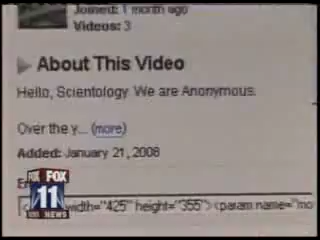 Joined: 1 month ago
Videos: 3
About This Video
Hello, Scientology. We are Anonymous.
Over the y... (more)
Added: January 21, 2008
FOX FOX
11
NEWS
width="425" height="355"><param name="mo